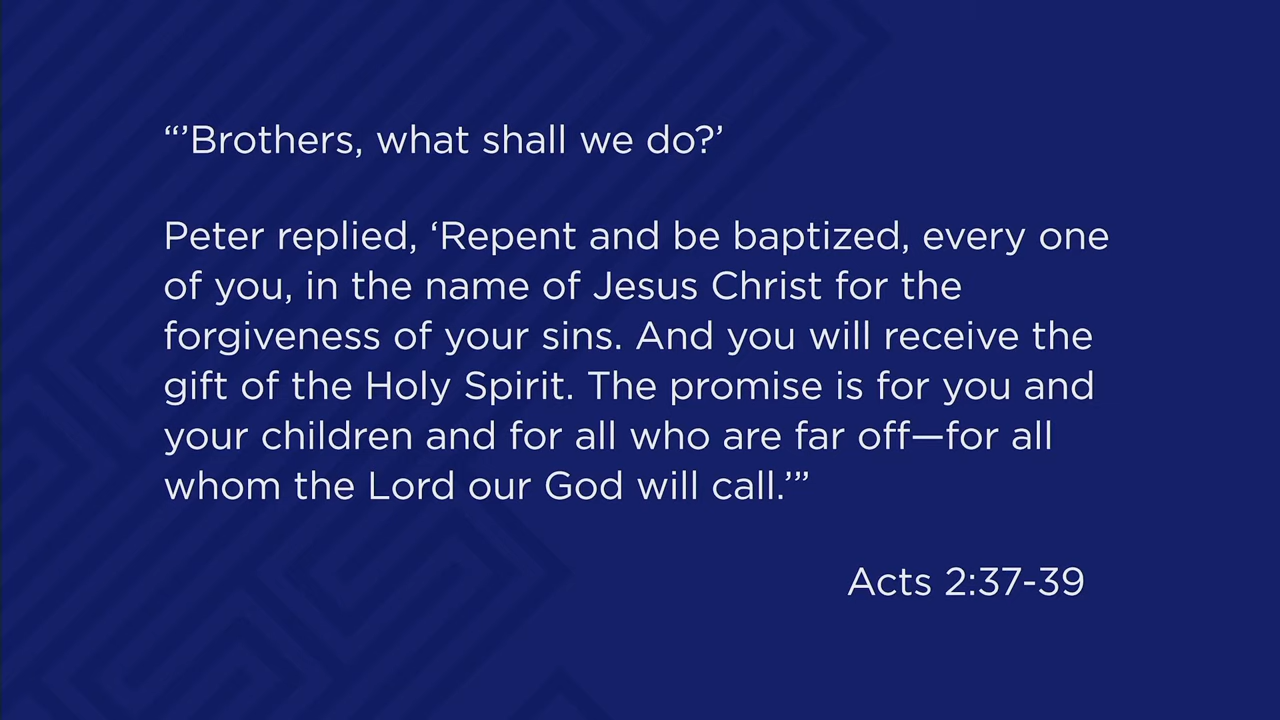 “’Brothers, what shall we do?’
Peter replied, ‘Repent and be baptized, every one
of you, in the name of Jesus Christ for the
forgiveness of your sins. And you will receive the
gift of the Holy Spirit. The promise is for you and
your children and for all who are far off—for all
whom the Lord our God will call.’”
Acts 2:37-39